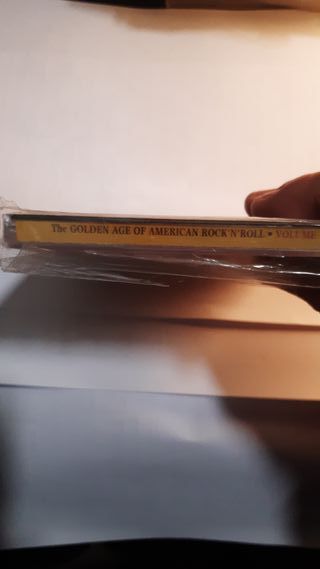 The GOLDEN AGE OF AMERICAN ROCK 'N' ROLL • VOLUME